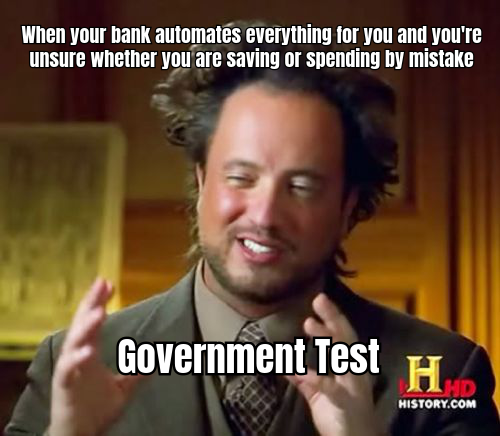 When your bank automates everything for you and you're
unsure whether you are saving or spending by mistake
Government Test
H HD
HISTORY.COM